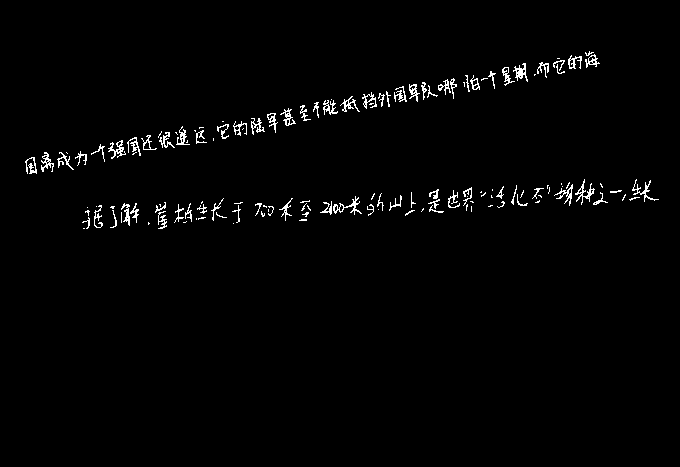 国离成为一个强国还很遥远,它的陆军甚至不能抵挡外国军队哪怕一个星期.而它的海
据了解,崖柏生长于700米至2100米的山上,是世界"活化石"物种之一,缺